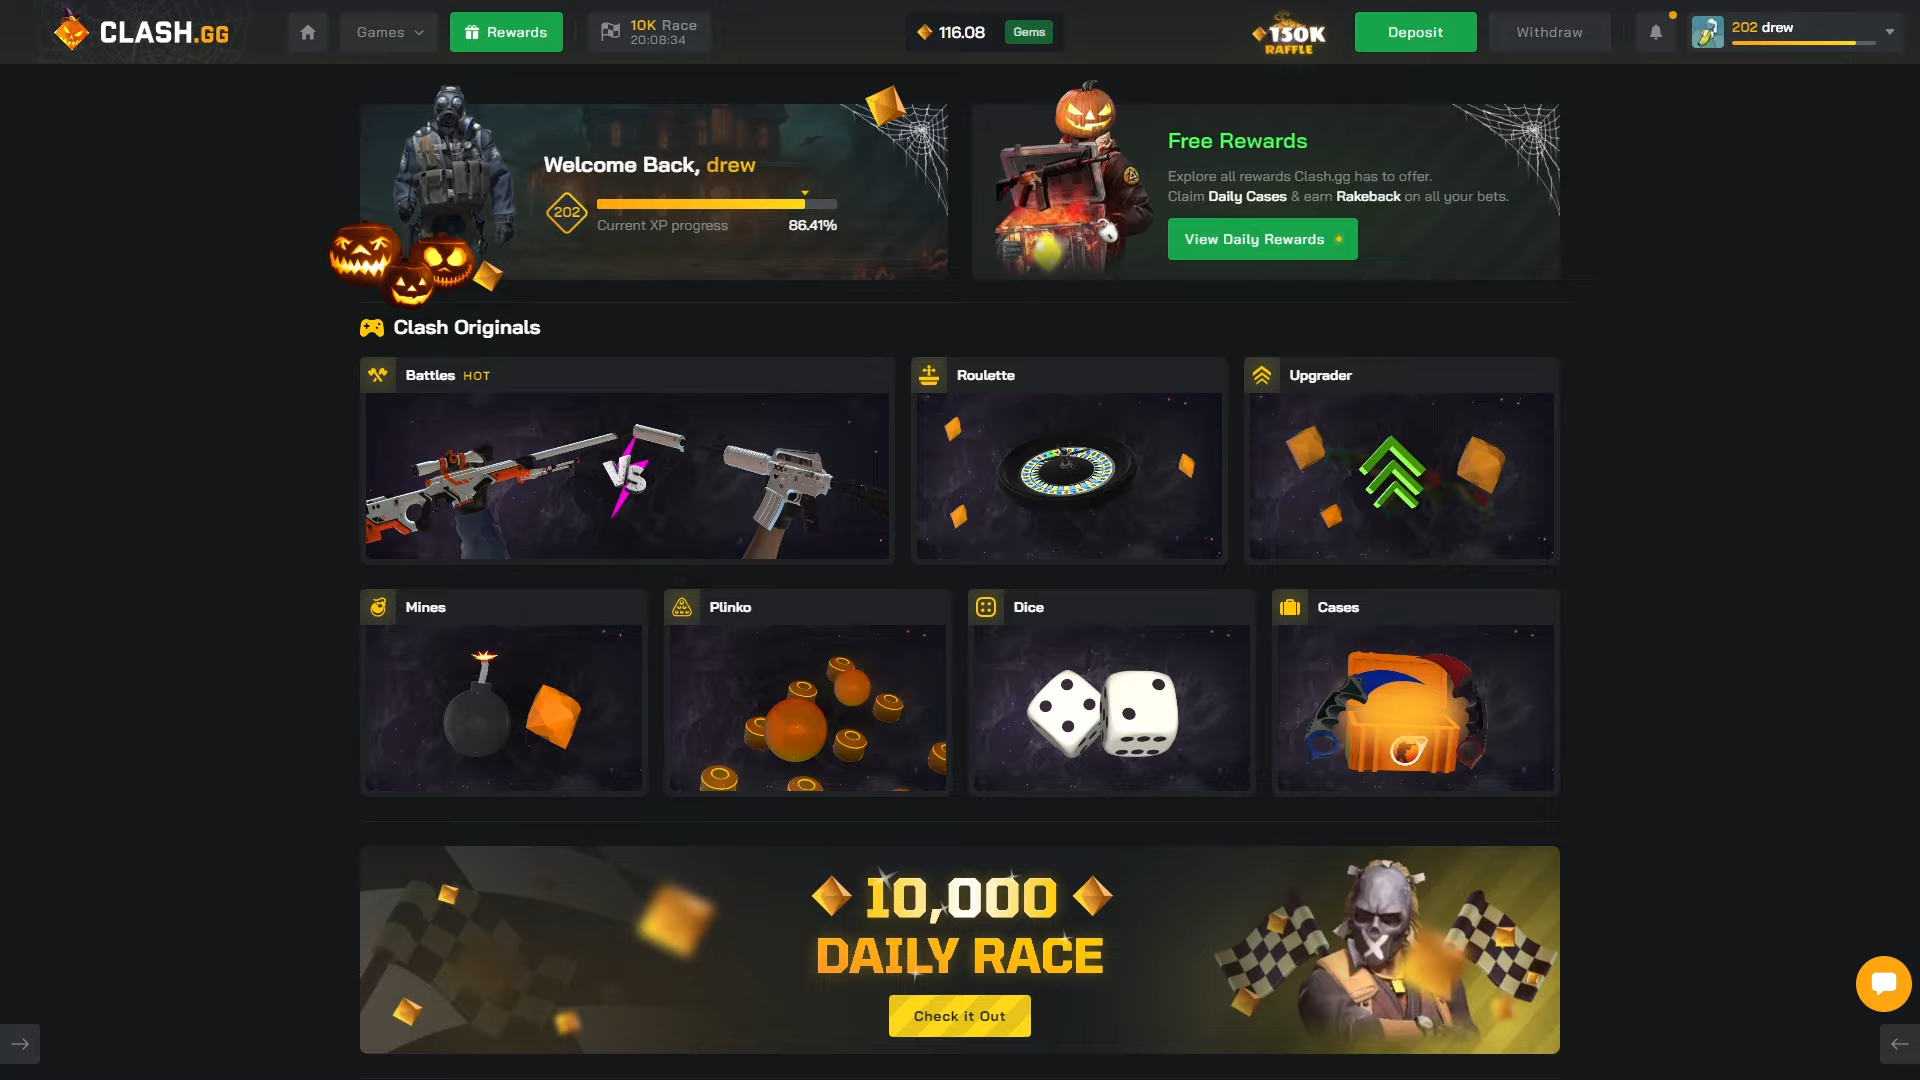 CLASH.GG
Games
Rewards
10K Race
20:08:34
116.08
Gems
130K
RAFFLE
Deposit
Withdraw
202 drew
Welcome Back, drew
202
Current XP progress
86.41%
Free Rewards
Explore all rewards Clash.gg has to offer.
Claim Daily Cases & earn Rakeback on all your bets.
View Daily Rewards
Clash Originals
Battles HOT
Roulette
Upgrader
VS
Mines
Plinko
Dice
Cases
10,000
DAILY RACE
Check it Out